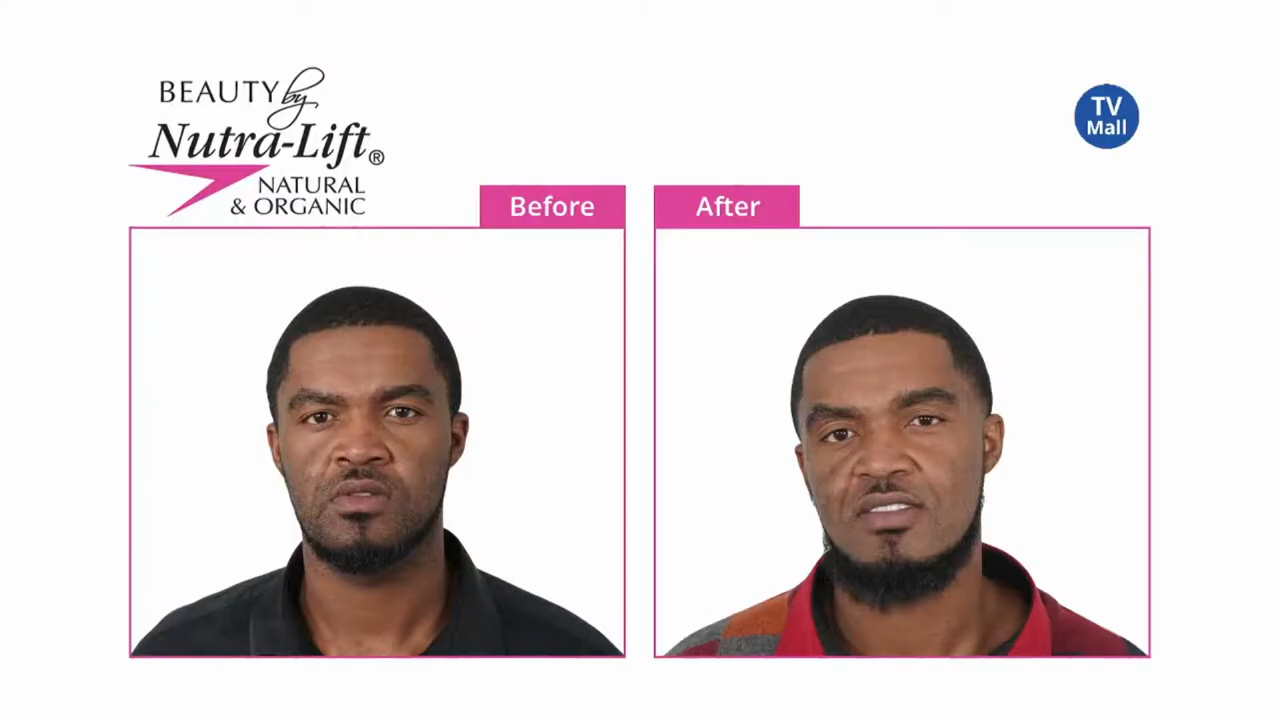 BEAUTY by
Nutra-Lift®
NATURAL
& ORGANIC
TV
Mall
Before
After